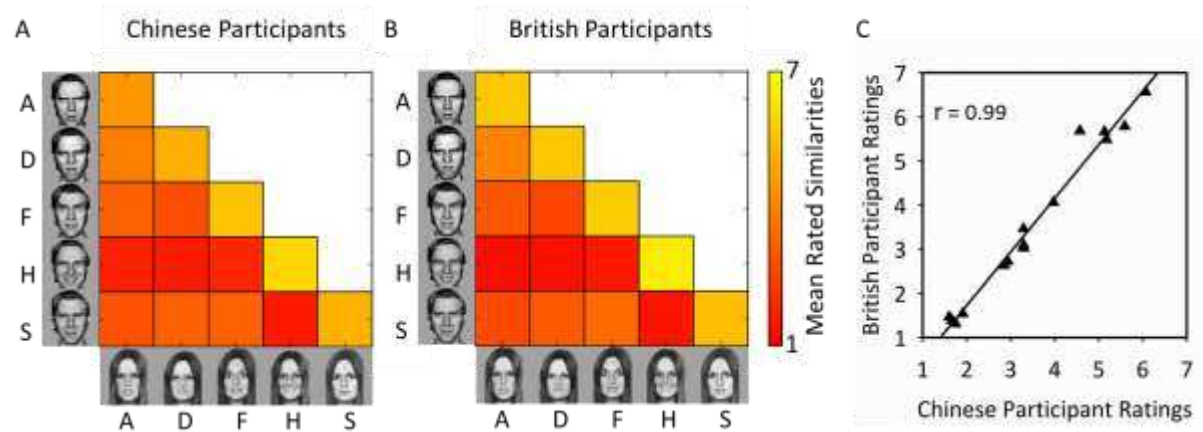 A Chinese Participants B British Participants C
A
D
F
H
S
A D F H S
A
D
F
H
S
A D F H S
7
Mean Rated Similarities
1
r = 0.99
British Participant Ratings
7
6
5
4
3
2
1
1 2 3 4 5 6 7
Chinese Participant Ratings